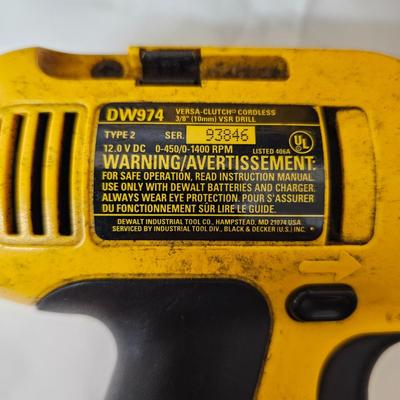 DW974 VERSA-CLUTCH® CORDLESS
3/8" (10mm) VSR DRILL
TYPE 2 SER. 93846
12.0 V DC 0-450/0-1400 RPM LISTED 406A
UL
WARNING/AVERTISSEMENT:
FOR SAFE OPERATION, READ INSTRUCTION MANUAL.
USE ONLY WITH DEWALT BATTERIES AND CHARGER.
ALWAYS WEAR EYE PROTECTION. POUR S'ASSURER
DU FONCTIONNEMENT SÛR LIRE LE GUIDE.
DEWALT INDUSTRIAL TOOL CO., HAMPSTEAD, MD 21074 USA
SERVICED BY INDUSTRIAL TOOL DIV., BLACK & DECKER (U.S.) INC.